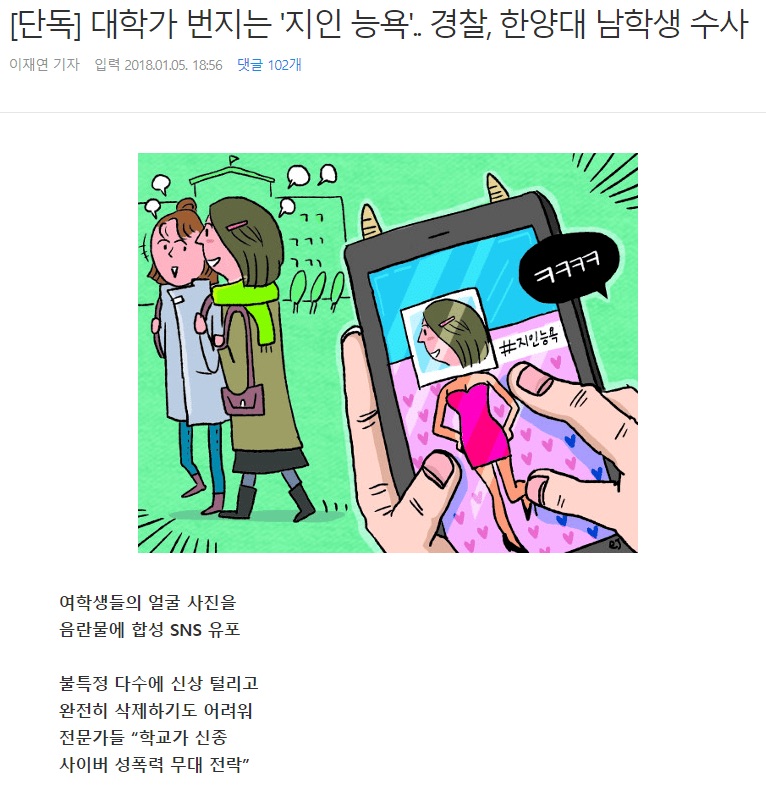 [단독] 대학가 번지는 '지인 능욕'.. 경찰, 한양대 남학생 수사
이재연 기자 입력 2018.01.05. 18:56 댓글 102개
ㅋㅋㅋㅋ
#지인능욕
여학생들의 얼굴 사진을
음란물에 합성 SNS 유포
불특정 다수에 신상 털리고
완전히 삭제하기도 어려워
전문가들 “학교가 신종
사이버 성폭력 무대 전락”